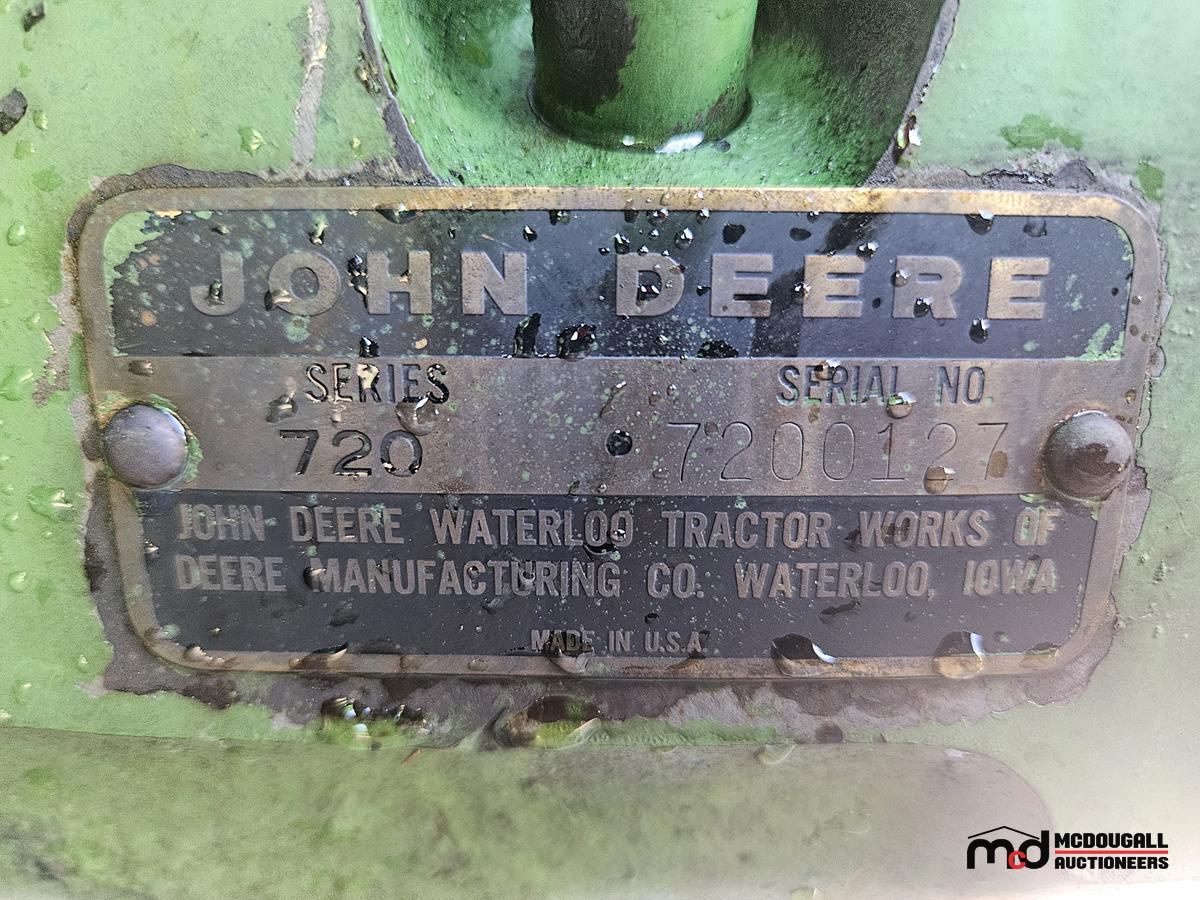 JOHN DEERE
SERIES SERIAL NO.
720 7200127
JOHN DEERE WATERLOO TRACTOR WORKS OF
DEERE MANUFACTURING CO. WATERLOO, IOWA
MADE IN U.S.A.
mcd MCDOUGALL
AUCTIONEERS